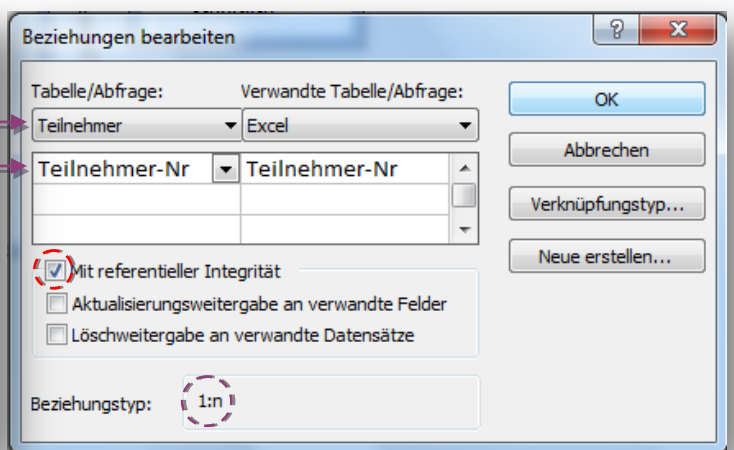 Beziehungen bearbeiten
Tabelle/Abfrage: Verwandte Tabelle/Abfrage:
Teilnehmer Excel
Teilnehmer-Nr Teilnehmer-Nr
Mit referentieller Integrität
Aktualisierungsweitergabe an verwandte Felder
Löschweitergabe an verwandte Datensätze
Beziehungstyp: 1:n
OK
Abbrechen
Verknüpfungstyp...
Neue erstellen...